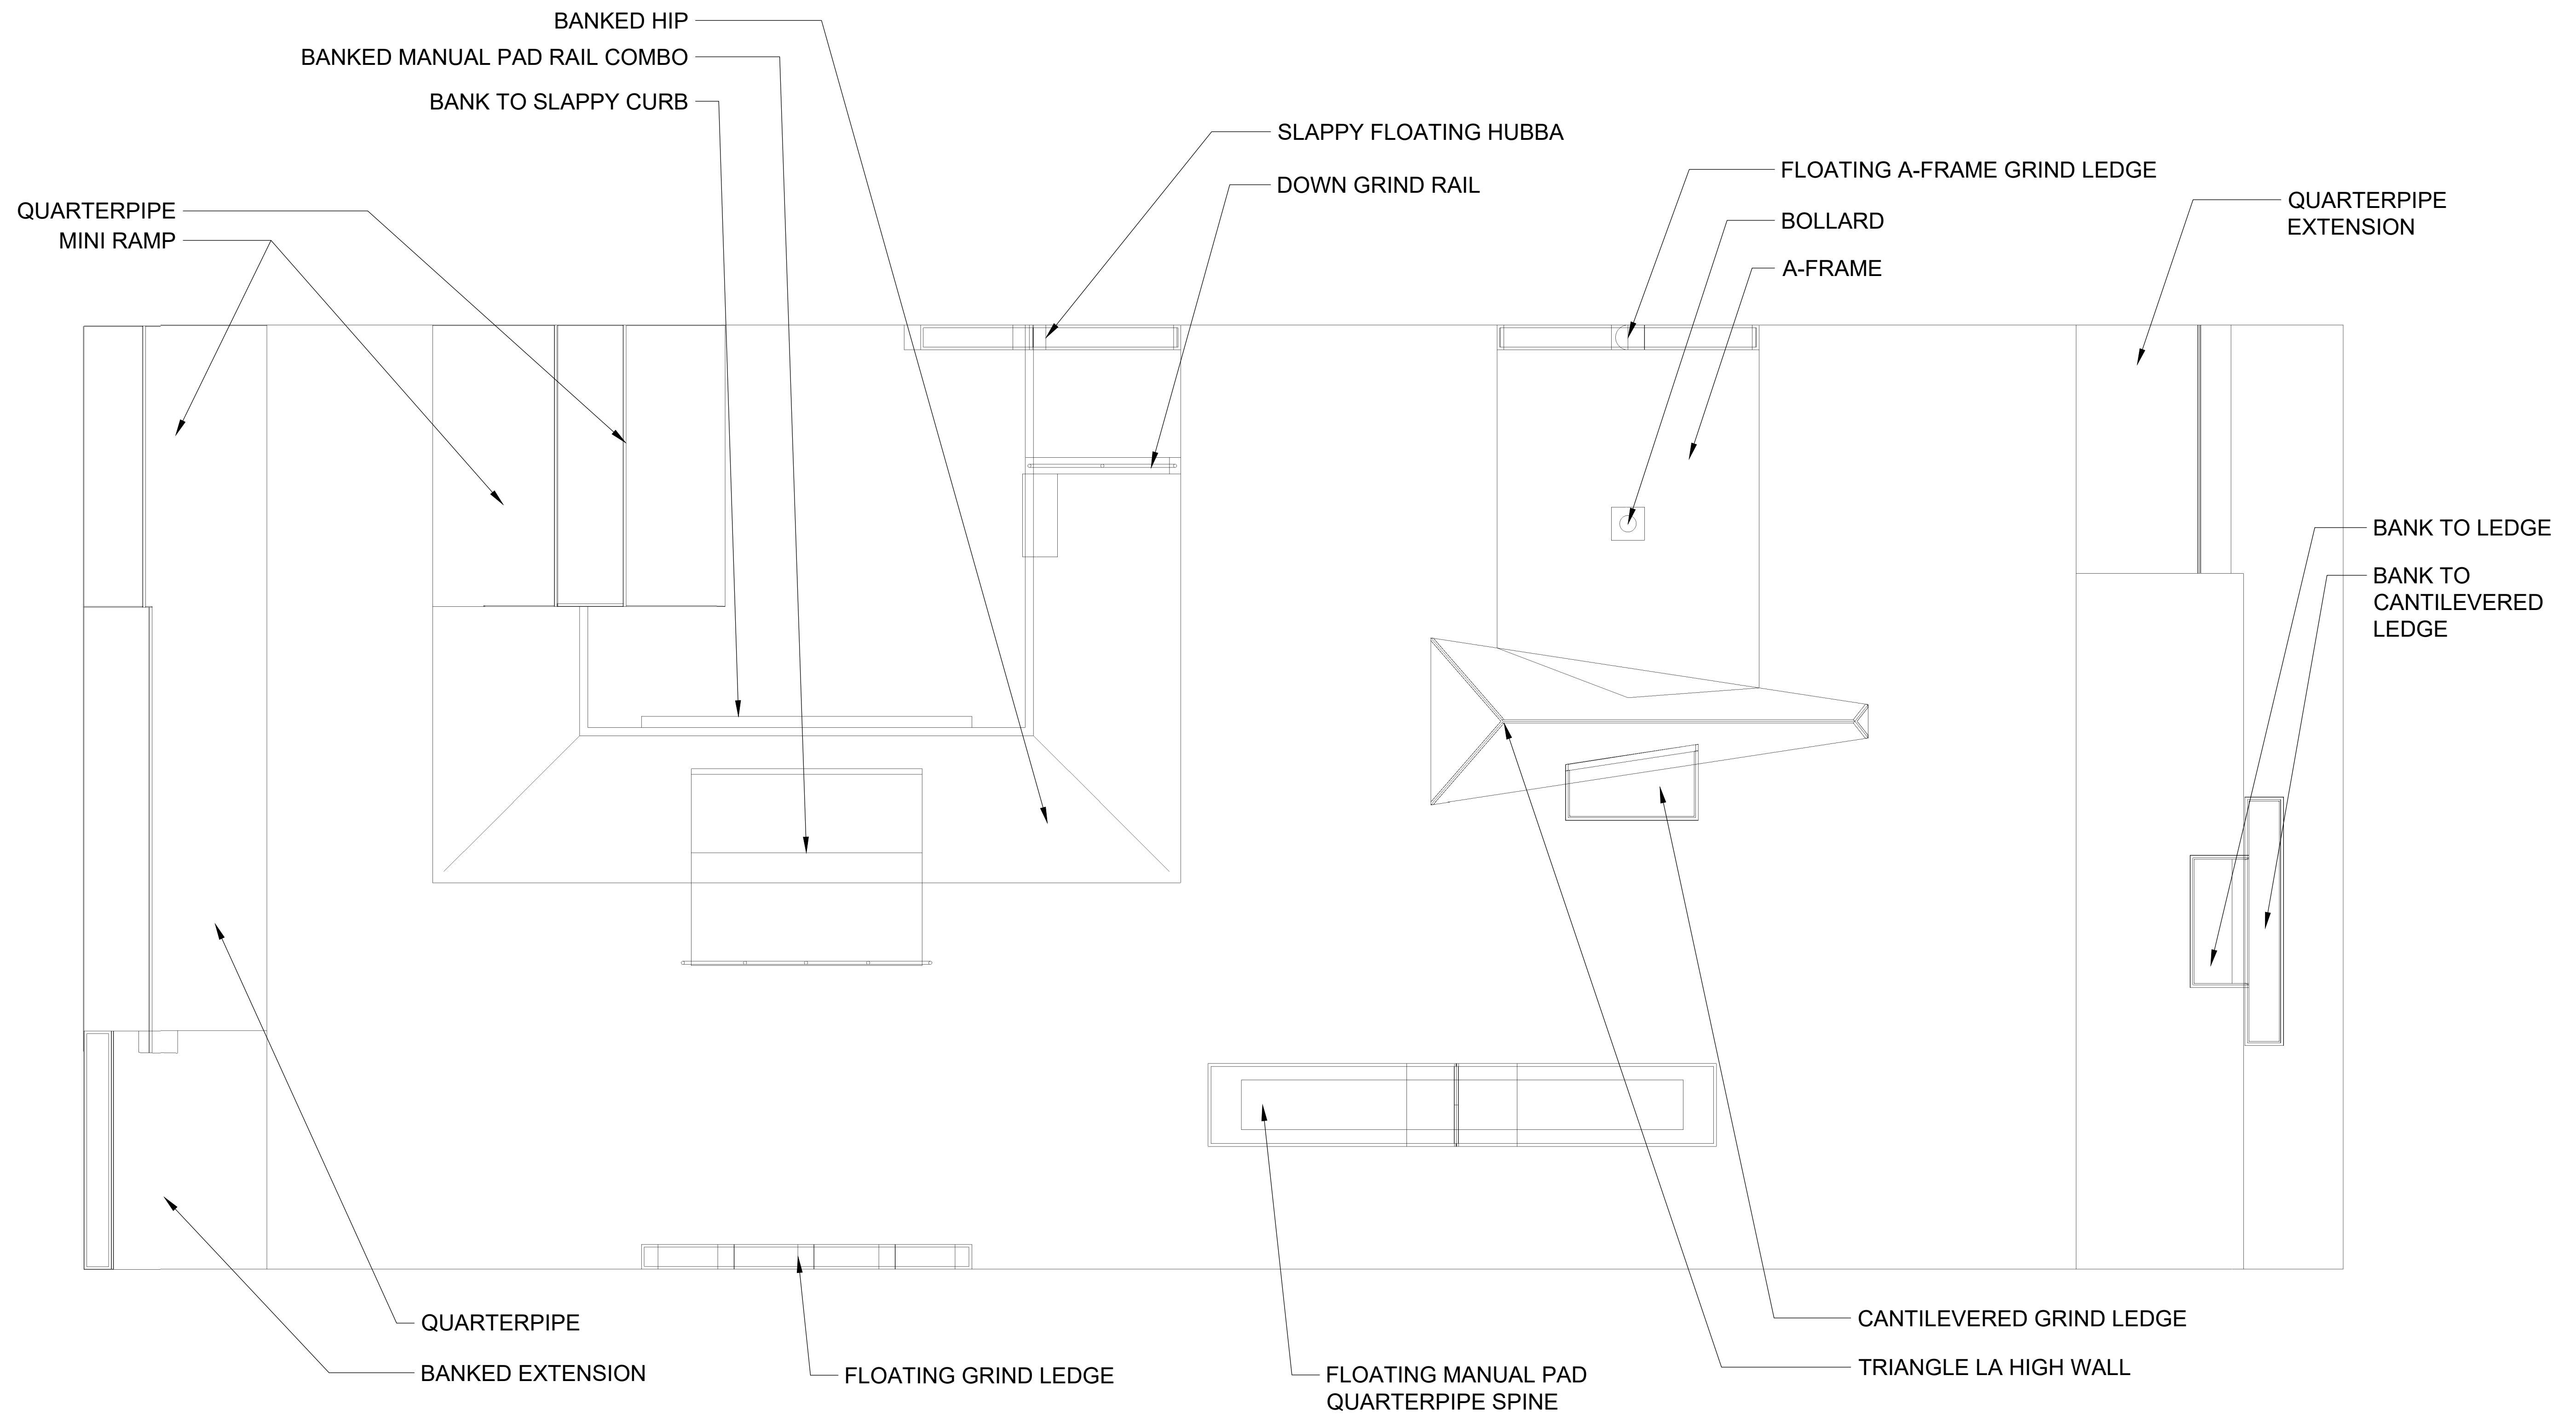 BANKED HIP
BANKED MANUAL PAD RAIL COMBO
BANK TO SLAPPY CURB
SLAPPY FLOATING HUBBA
DOWN GRIND RAIL
FLOATING A-FRAME GRIND LEDGE
BOLLARD
A-FRAME
QUARTERPIPE
EXTENSION
QUARTERPIPE
MINI RAMP
BANK TO LEDGE
BANK TO
CANTILEVERED
LEDGE
QUARTERPIPE
BANKED EXTENSION
FLOATING GRIND LEDGE
FLOATING MANUAL PAD
QUARTERPIPE SPINE
CANTILEVERED GRIND LEDGE
TRIANGLE LA HIGH WALL